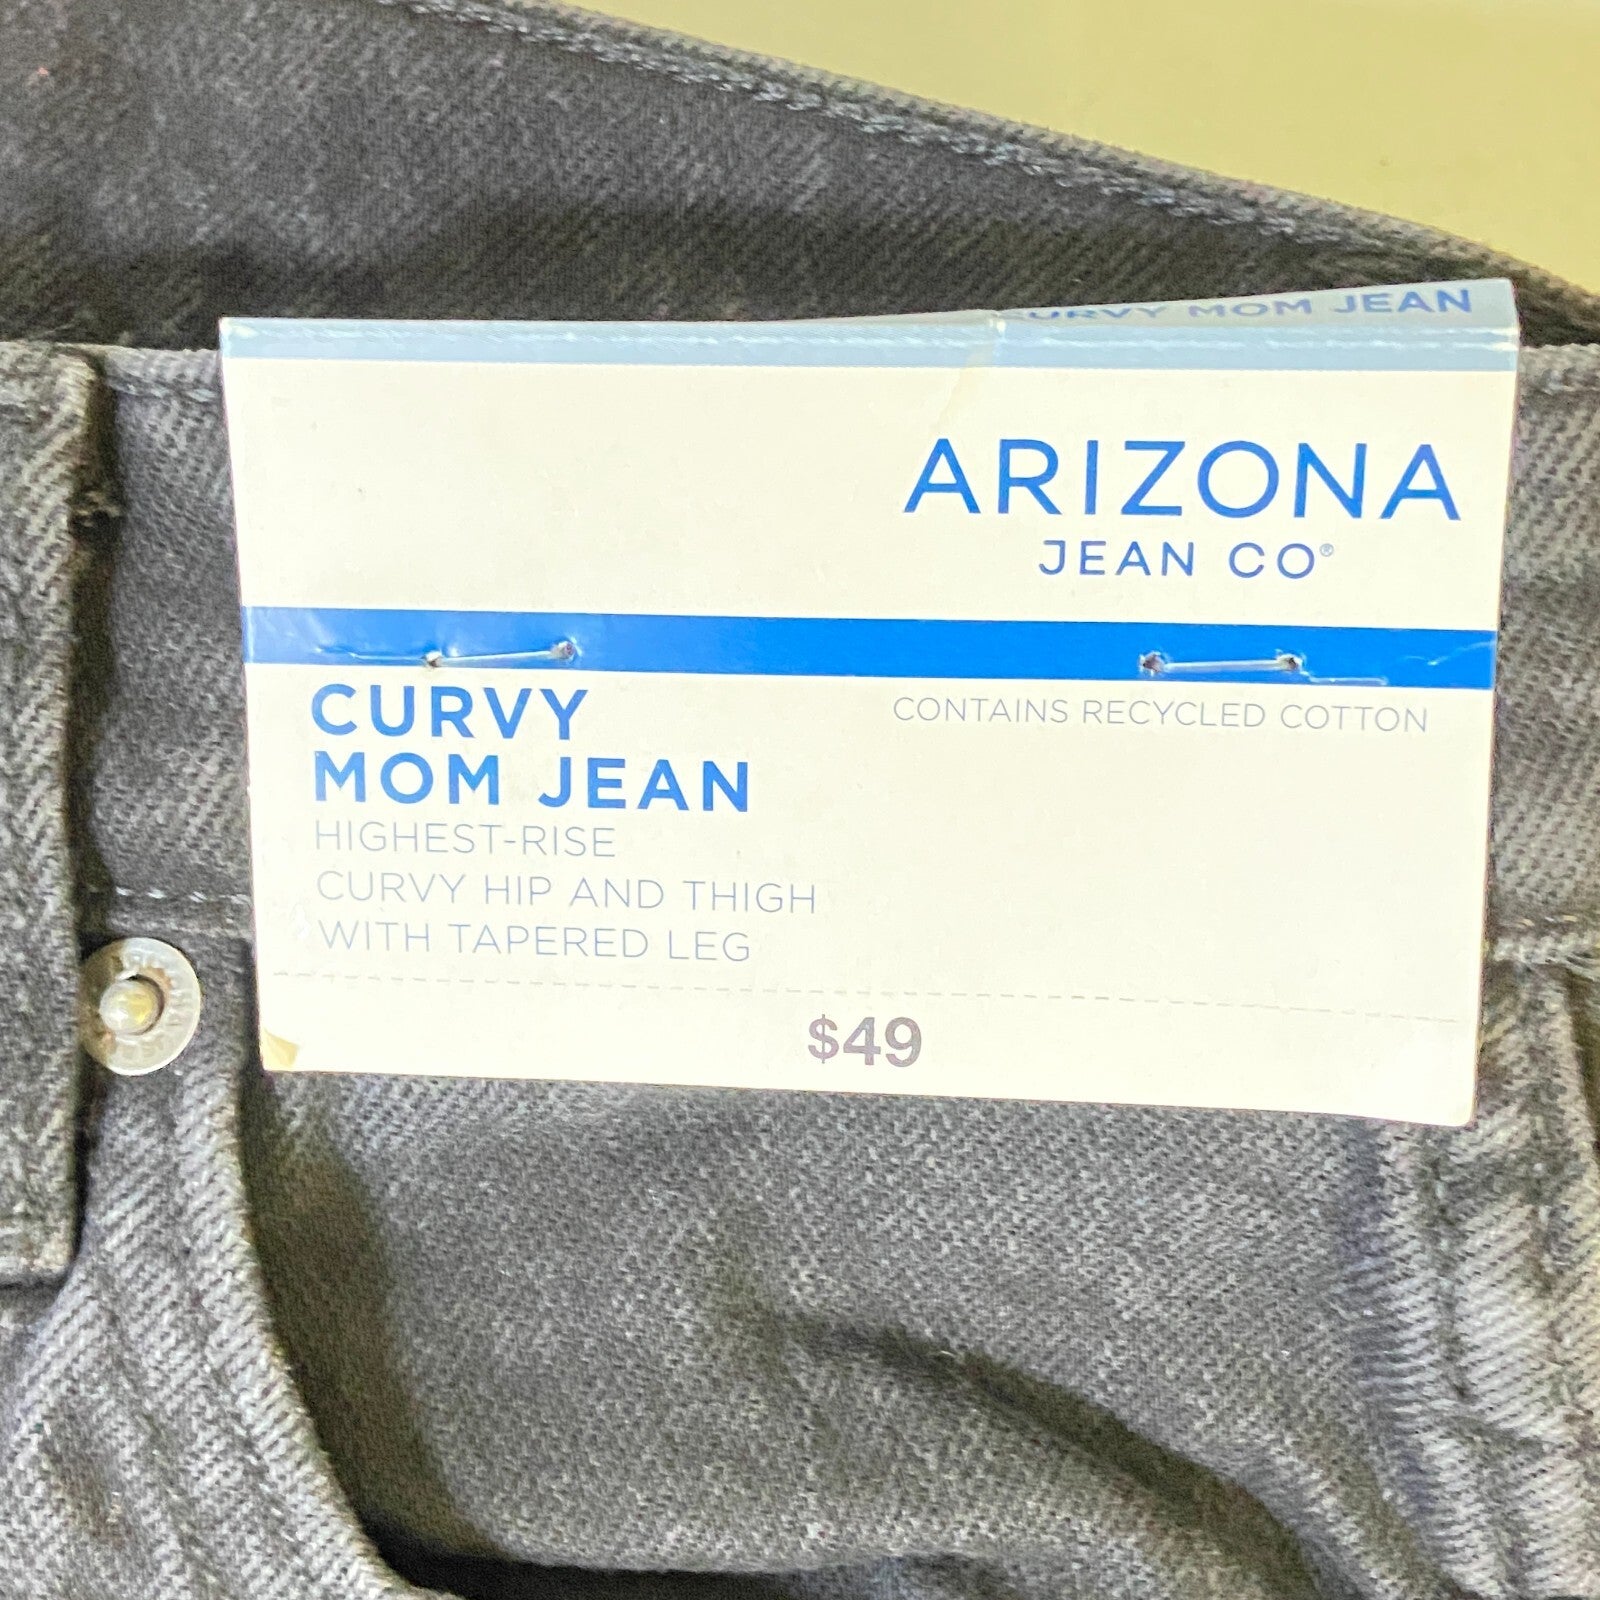 CURVY MOM JEAN
ARIZONA
JEAN CO®
CURVY
MOM JEAN
HIGHEST-RISE
CURVY HIP AND THIGH
WITH TAPERED LEG
CONTAINS RECYCLED COTTON
$49